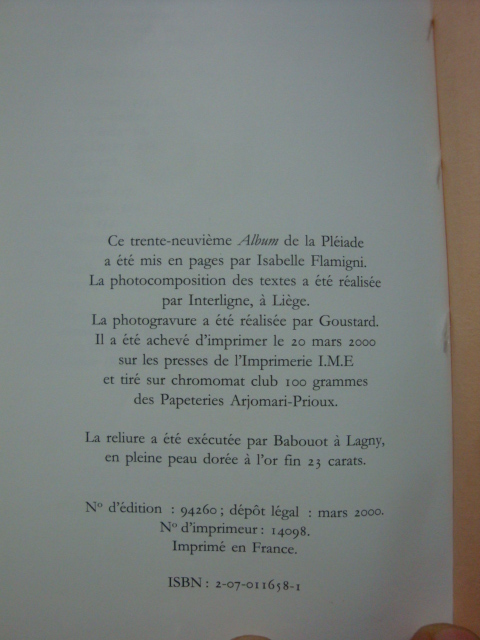 Ce trente-neuvième Album de la Pléiade
a été mis en pages par Isabelle Flamigni.
La photocomposition des textes a été réalisée
par Interligne, à Liège.
La photogravure a été réalisée par Goustard.
Il a été achevé d'imprimer le 20 mars 2000
sur les presses de l'Imprimerie I.M.E
et tiré sur chromomat club 100 grammes
des Papeteries Arjomari-Prioux.
La reliure a été exécutée par Babouot à Lagny,
en pleine peau dorée à l'or fin 23 carats.
N° d'édition : 94260 ; dépôt légal : mars 2000.
N° d'imprimeur : 14098.
Imprimé en France.
ISBN : 2-07-011658-1